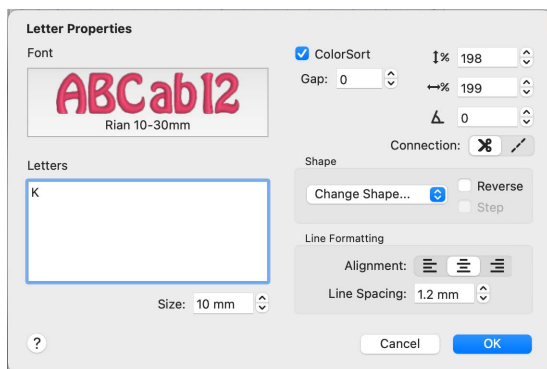 Letter Properties
Font
ABCab12
Rian 10-30mm
Letters
K
Size: 10 mm
ColorSort
Gap: 0
% 198
% 199
0
Connection:
Shape
Change Shape...
Reverse
Step
Line Formatting
Alignment:
Line Spacing: 1.2 mm
?
Cancel
OK